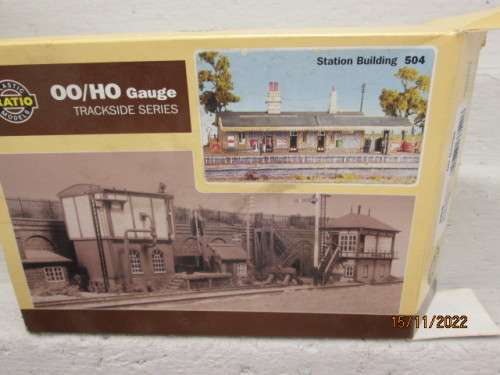 PLASTIC
RATIO
MODELS
OO/HO Gauge
TRACKSIDE SERIES
Station Building 504
15/11/2022